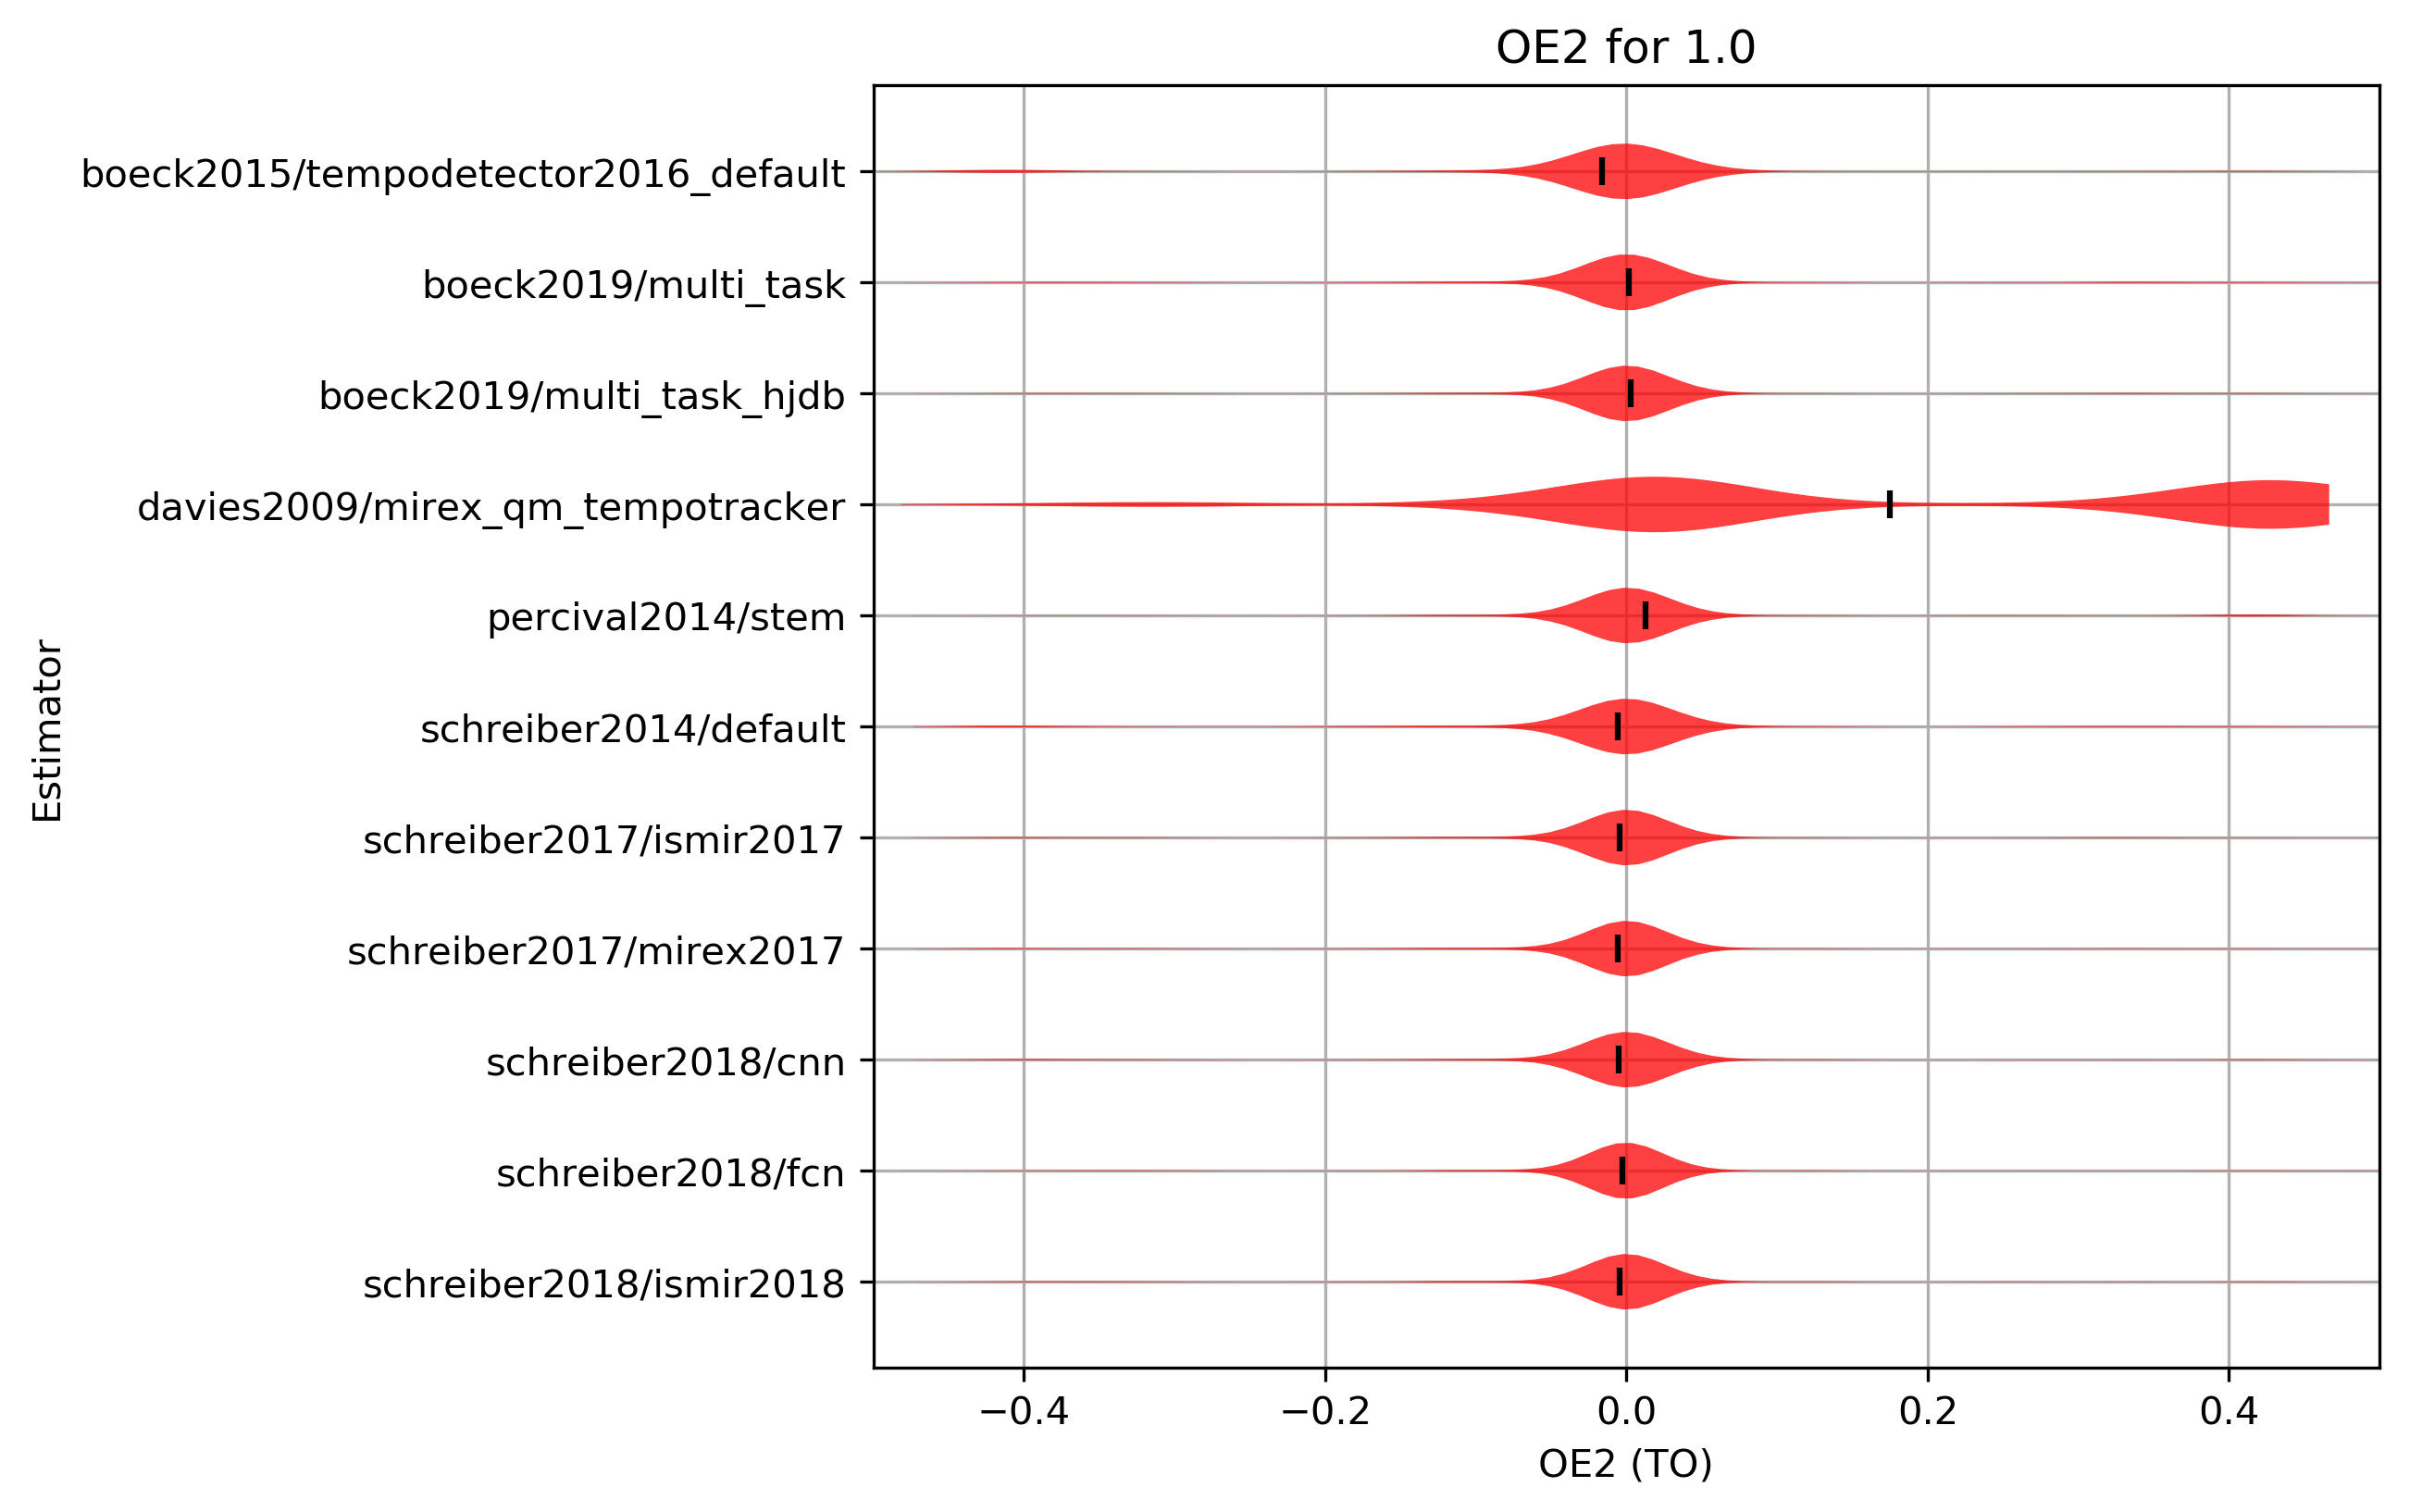 OE2 for 1.0
boeck2015/tempodetector2016_default
boeck2019/multi_task
boeck2019/multi_task_hjdb
davies2009/mirex_qm_tempotracker
percival2014/stem
schreiber2014/default
schreiber2017/ismir2017
schreiber2017/mirex2017
schreiber2018/cnn
schreiber2018/fcn
schreiber2018/ismir2018
Estimator
−0.4 −0.2 0.0 0.2 0.4
OE2 (TO)